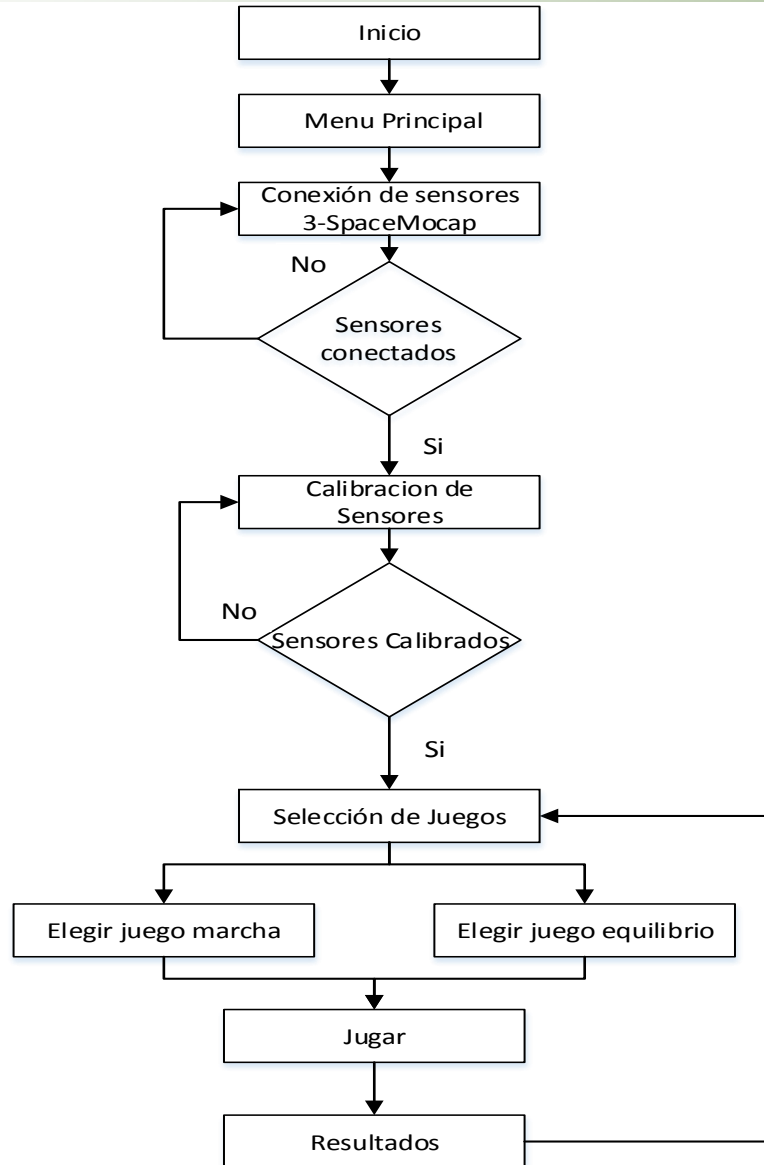 Inicio
Menu Principal
Conexión de sensores
3-SpaceMocap
No
Sensores
conectados
Si
Calibracion de
Sensores
No
Sensores Calibrados
Si
Selección de Juegos
Elegir juego marcha
Elegir juego equilibrio
Jugar
Resultados